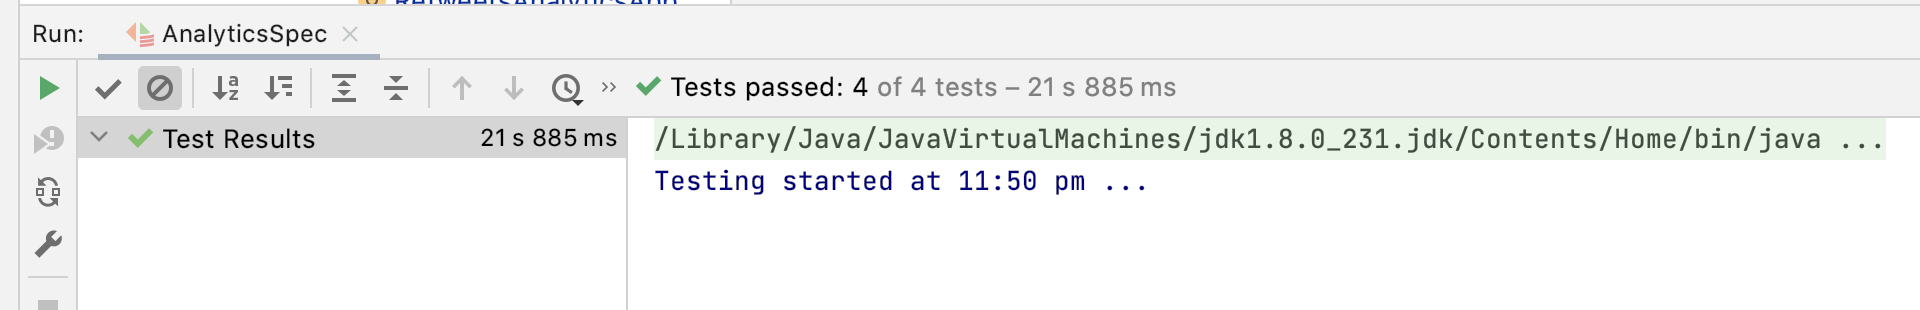 RetweetsAnalyticsApp
Run: AnalyticsSpec
Tests passed: 4 of 4 tests – 21 s 885 ms
Test Results 21 s 885 ms
/Library/Java/JavaVirtualMachines/jdk1.8.0_231.jdk/Contents/Home/bin/java ...
Testing started at 11:50 pm ...